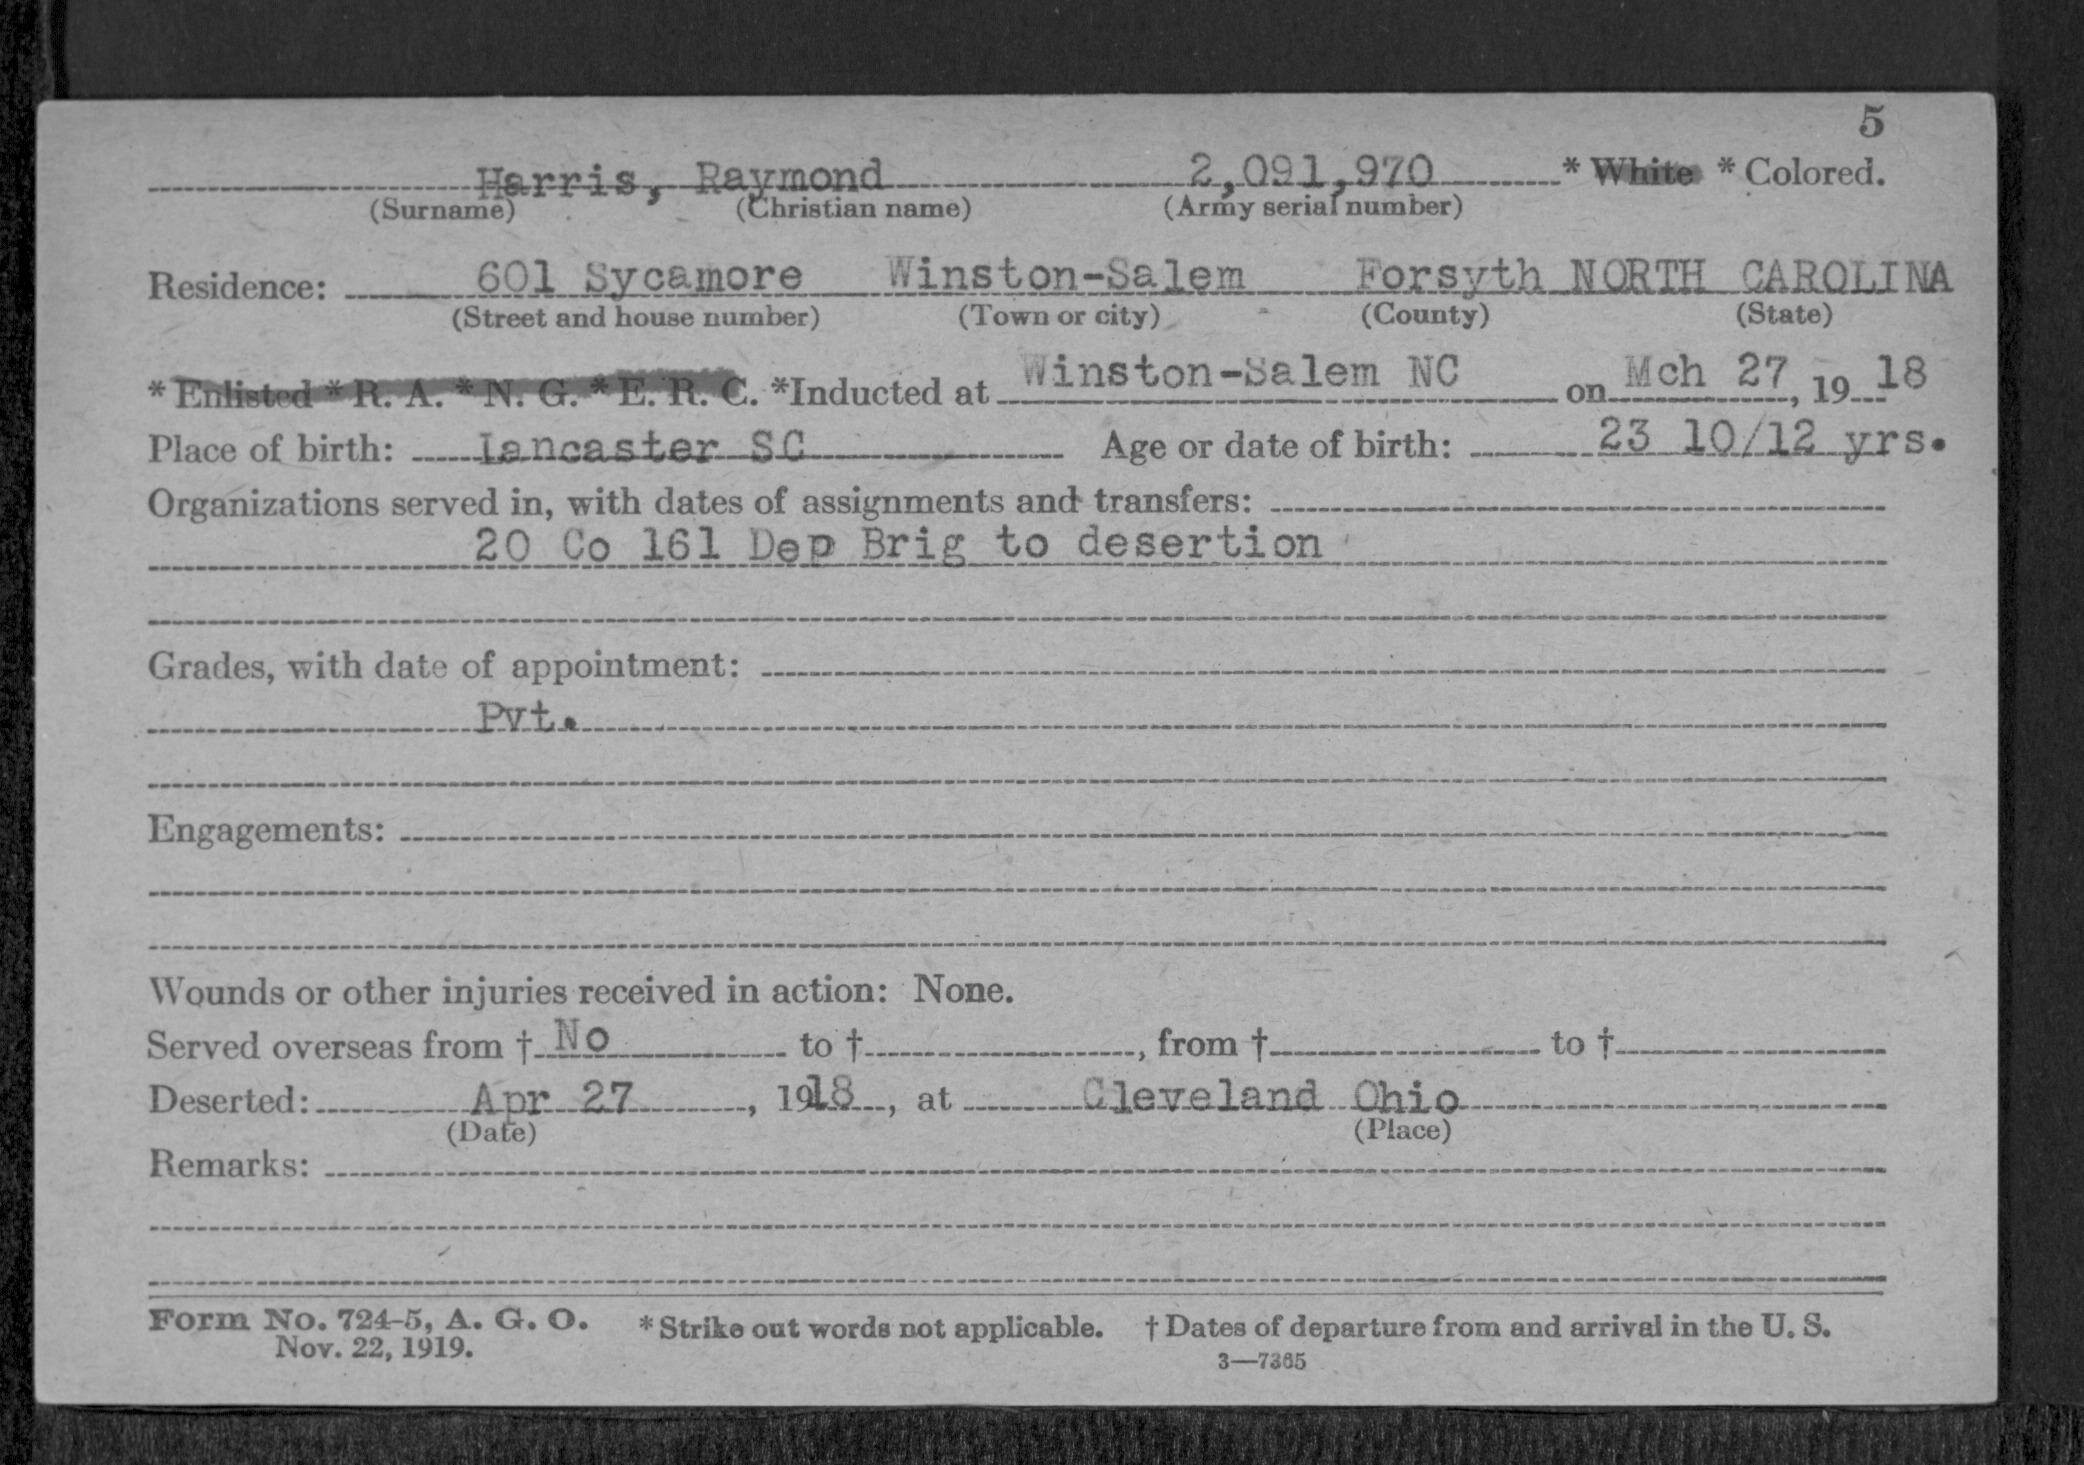 5
Harris, Raymond 2,091,970 * White * Colored.
(Surname) (Christian name) (Army serial number)
Residence: 601 Sycamore Winston-Salem Forsyth NORTH CAROLINA
(Street and house number) (Town or city) (County) (State)
* Enlisted * R. A. * N. G. * E. R. C. *Inducted at Winston-Salem NC on Mch 27, 1918
Place of birth: Lancaster SC Age or date of birth: 23 10/12 yrs.
Organizations served in, with dates of assignments and transfers:
20 Co 161 Dep Brig to desertion
Grades, with date of appointment:
Pvt.
Engagements:
Wounds or other injuries received in action: None.
Served overseas from † No to †, from † to †
Deserted: Apr 27, 1918, at Cleveland Ohio
(Date) (Place)
Remarks:
Form No. 724-5, A. G. O. * Strike out words not applicable. † Dates of departure from and arrival in the U. S.
Nov. 22, 1919. 3—7365